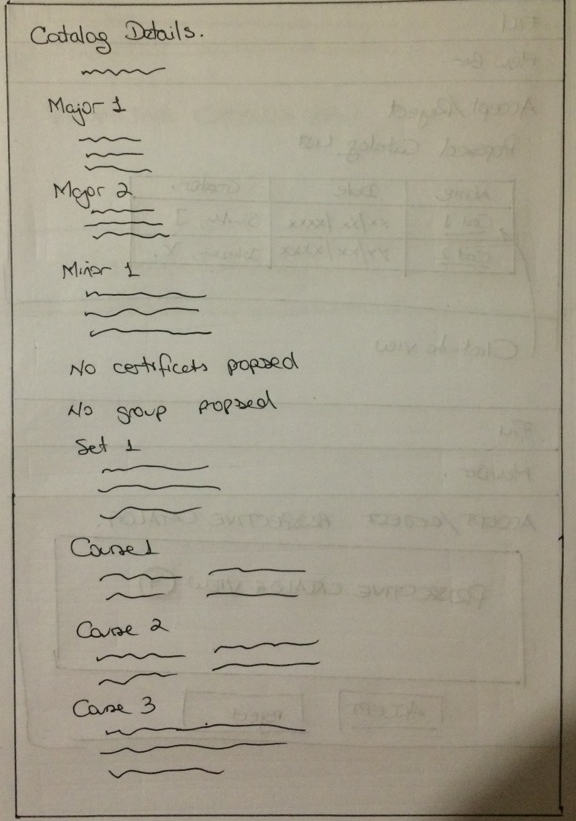 Catalog Details.
Major 1
Major 2
Minor 1
No certificets popsed
No group propsed
Set 1
Course 1
Course 2
Course 3